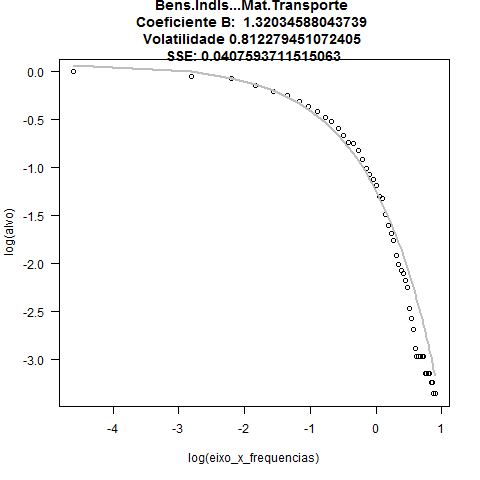 Bens.Indis...Mat.Transporte
Coeficiente B: 1.32034588043739
Volatilidade 0.812279451072405
SSE: 0.0407593711515063
0.0
-0.5
-1.0
-1.5
-2.0
-2.5
-3.0
log(alvo)
-4
-3
-2
-1
0
1
log(eixo_x_frequencias)